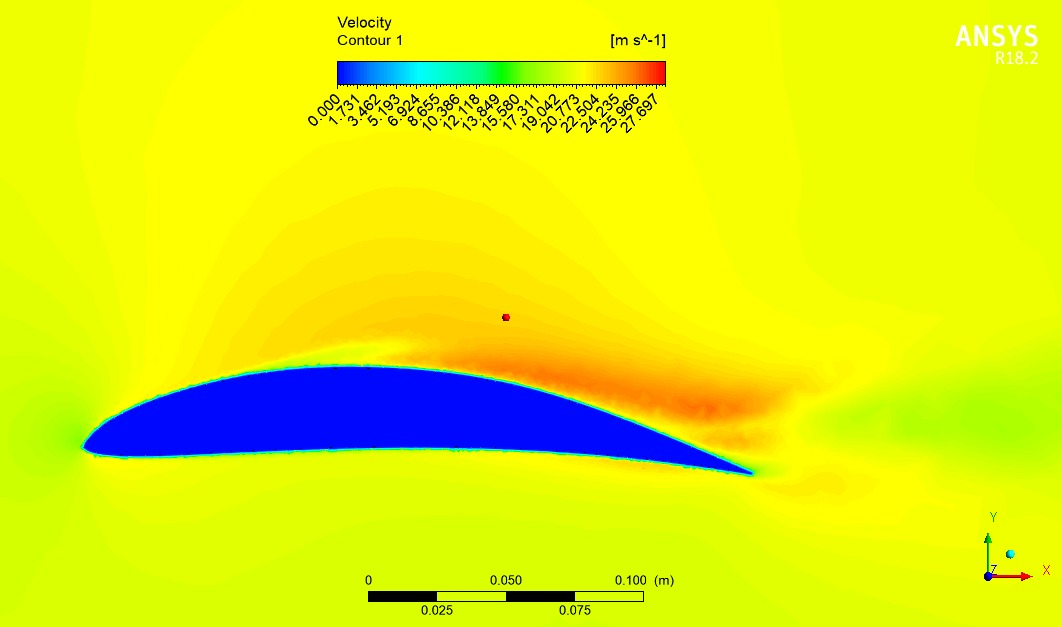 Velocity
Contour 1
[m s^-1]
ANSYS
R18.2
0.000
1.731
3.462
5.193
6.924
8.655
10.386
12.118
13.849
15.580
17.311
19.042
20.773
22.504
24.235
25.966
27.697
Y
Z
X
0 0.050 0.100 (m)
0.025 0.075